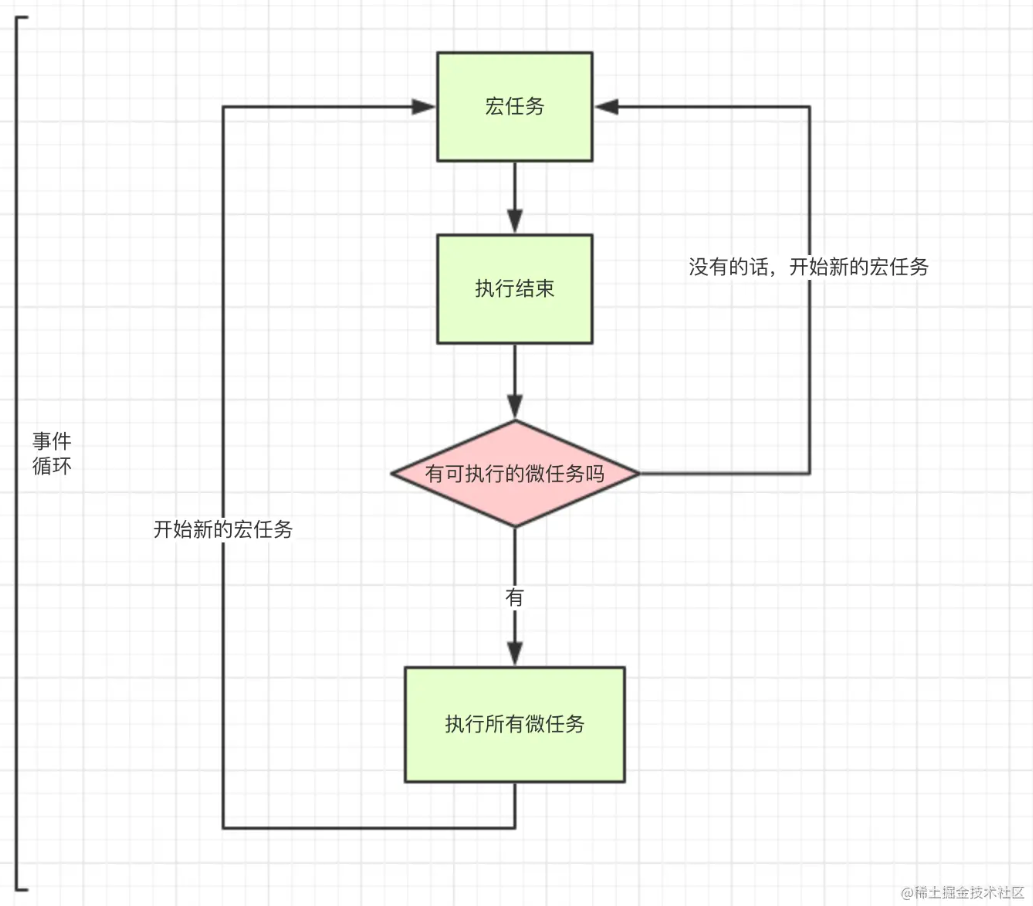 宏任务
执行结束
没有的话，开始新的宏任务
事件
循环
有可执行的微任务吗
开始新的宏任务
有
执行所有微任务
@稀土掘金技术社区